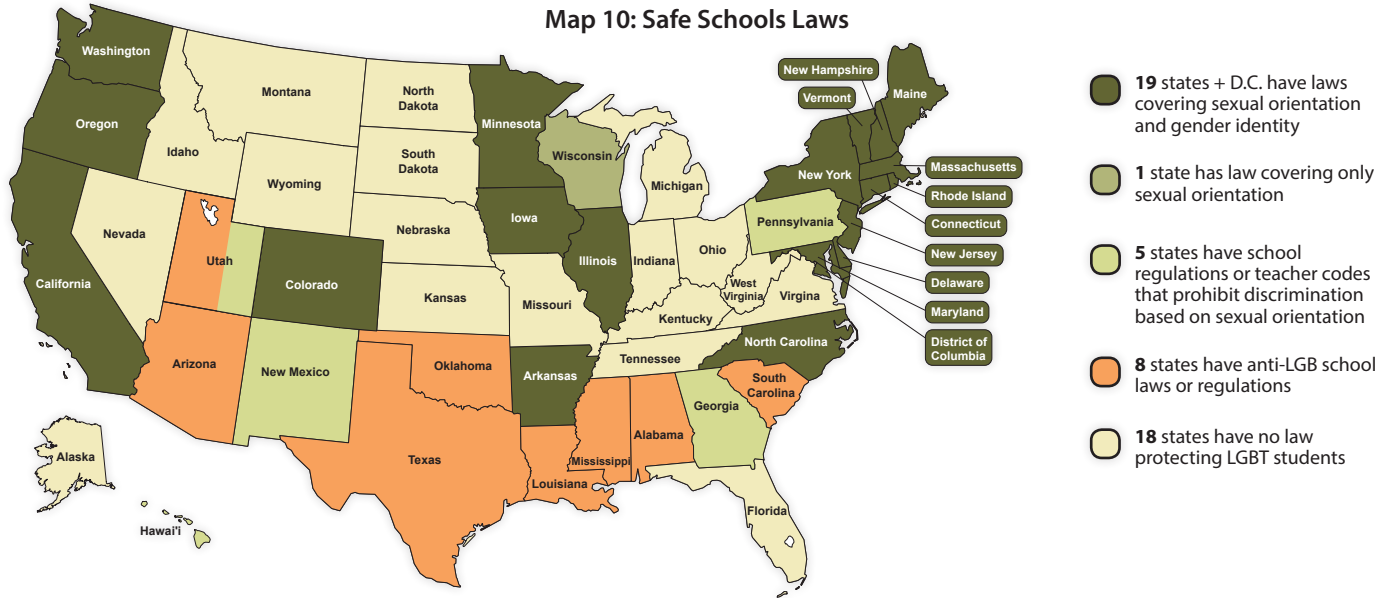 Map 10: Safe Schools Laws
Washington
Oregon
California
Nevada
Idaho
Montana
Wyoming
Utah
Colorado
Arizona
New Mexico
North
Dakota
South
Dakota
Nebraska
Kansas
Oklahoma
Texas
Minnesota
Iowa
Missouri
Arkansas
Louisiana
Wisconsin
Illinois
Michigan
Indiana
Ohio
Kentucky
Tennessee
Mississippi
Alabama
Georgia
Florida
South
Carolina
North Carolina
Virgina
West
Virginia
Pennsylvania
New York
Maine
New Hampshire
Vermont
Massachusetts
Rhode Island
Connecticut
New Jersey
Delaware
Maryland
District of
Columbia
Alaska
Hawai'i
19 states + D.C. have laws
covering sexual orientation
and gender identity
1 state has law covering only
sexual orientation
5 states have school
regulations or teacher codes
that prohibit discrimination
based on sexual orientation
8 states have anti-LGB school
laws or regulations
18 states have no law
protecting LGBT students